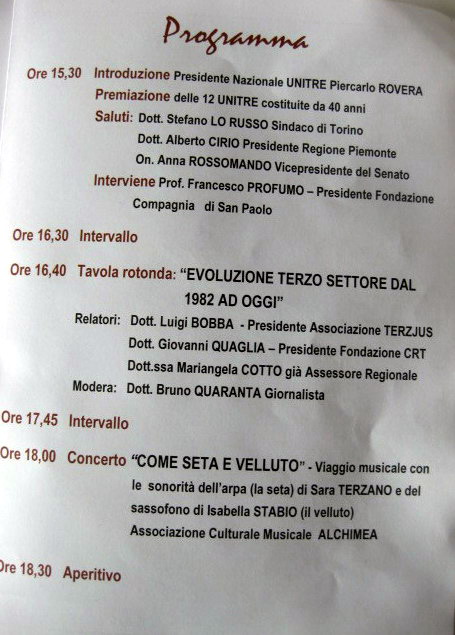 Programma
Ore 15,30 Introduzione Presidente Nazionale UNITRE Piercarlo ROVERA
Premiazione delle 12 UNITRE costituite da 40 anni
Saluti: Dott. Stefano LO RUSSO Sindaco di Torino
Dott. Alberto CIRIO Presidente Regione Piemonte
On. Anna ROSSOMANDO Vicepresidente del Senato
Interviene Prof. Francesco PROFUMO – Presidente Fondazione
Compagnia di San Paolo
Ore 16,30 Intervallo
Ore 16,40 Tavola rotonda: “EVOLUZIONE TERZO SETTORE DAL
1982 AD OGGI”
Relatori: Dott. Luigi BOBBA - Presidente Associazione TERZJUS
Dott. Giovanni QUAGLIA – Presidente Fondazione CRT
Dott.ssa Mariangela COTTO già Assessore Regionale
Modera: Dott. Bruno QUARANTA Giornalista
Ore 17,45 Intervallo
Ore 18,00 Concerto “COME SETA E VELLUTO” - Viaggio musicale con
le sonorità dell’arpa (la seta) di Sara TERZANO e del
sassofono di Isabella STABIO (il velluto)
Associazione Culturale Musicale ALCHIMEA
Ore 18,30 Aperitivo